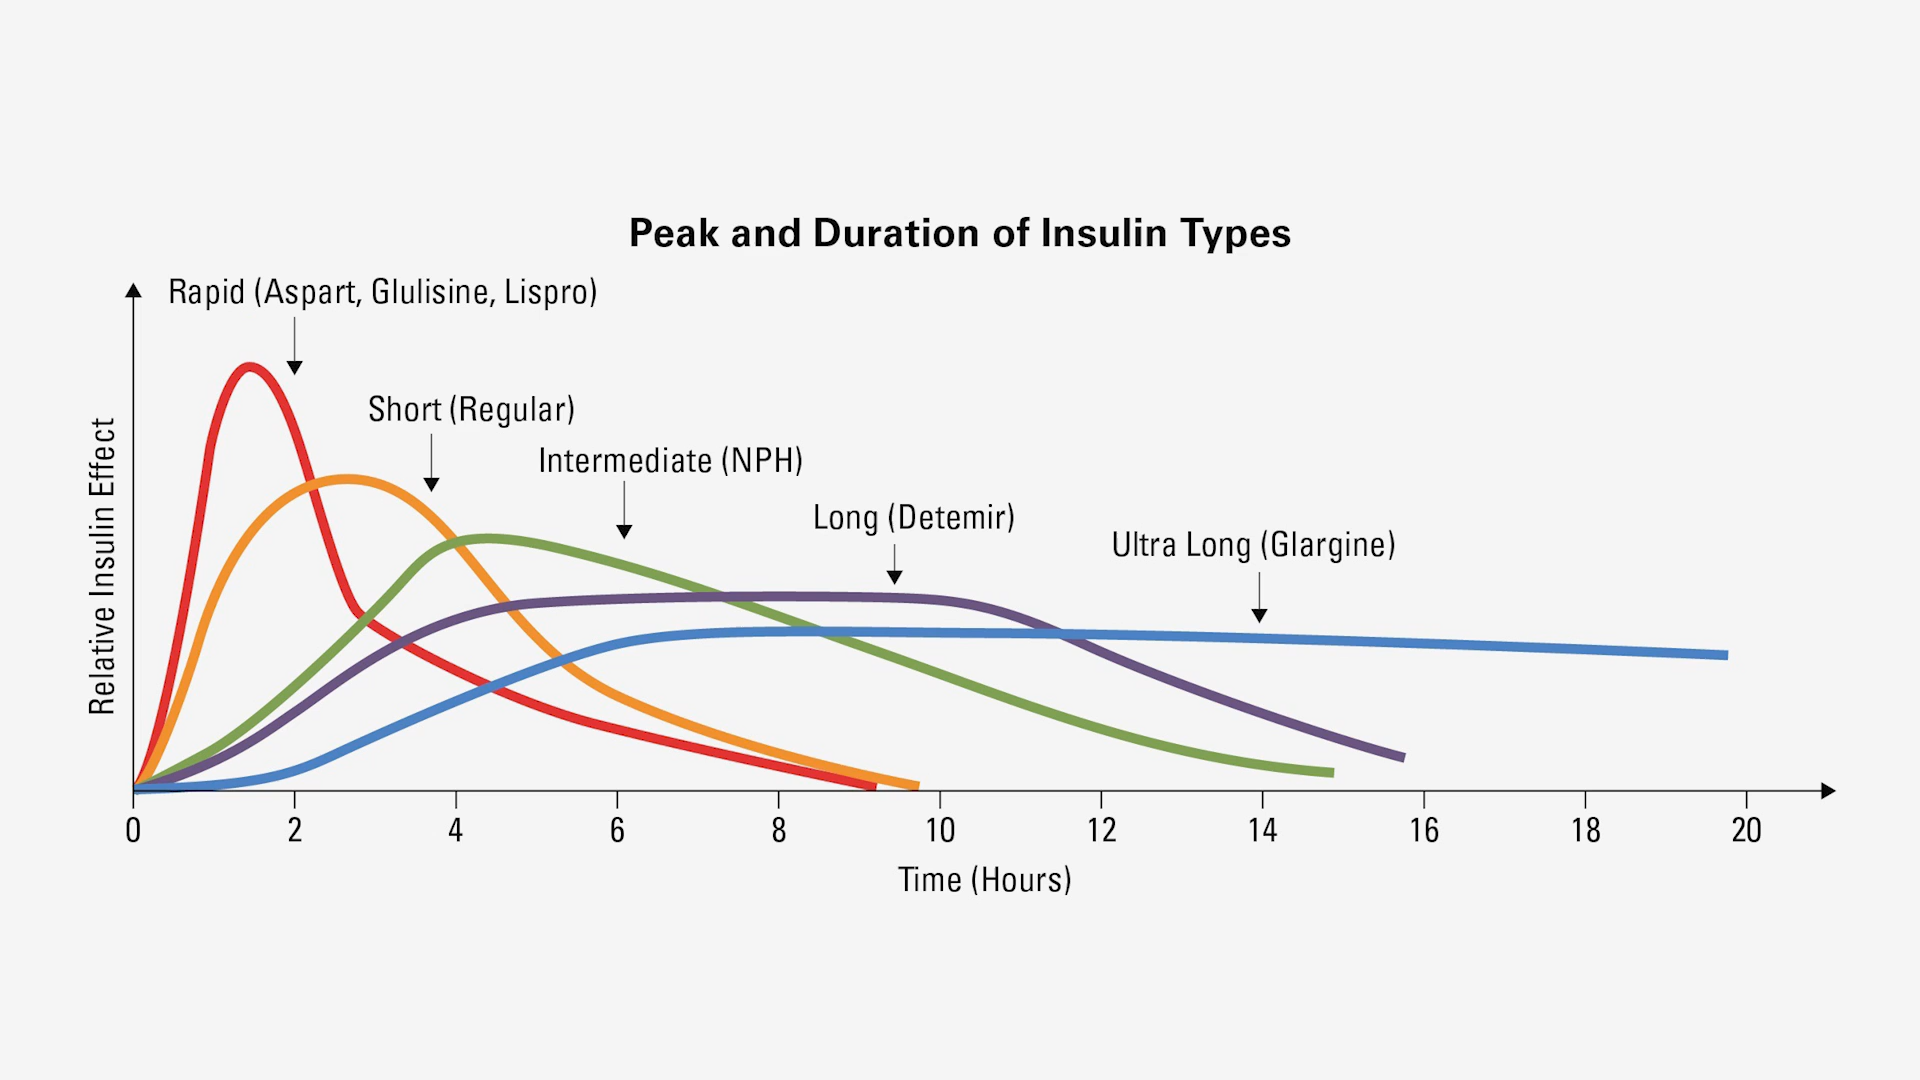 Peak and Duration of Insulin Types
Rapid (Aspart, Glulisine, Lispro)
Short (Regular)
Intermediate (NPH)
Long (Detemir)
Ultra Long (Glargine)
Relative Insulin Effect
0 2 4 6 8 10 12 14 16 18 20
Time (Hours)